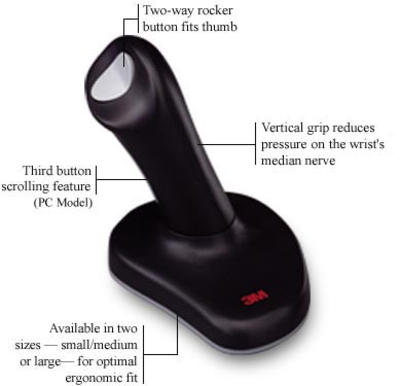 Two-way rocker
button fits thumb
Vertical grip reduces
pressure on the wrist's
median nerve
Third button
scrolling feature
(PC Model)
3M
Available in two
sizes — small/medium
or large— for optimal
ergonomic fit